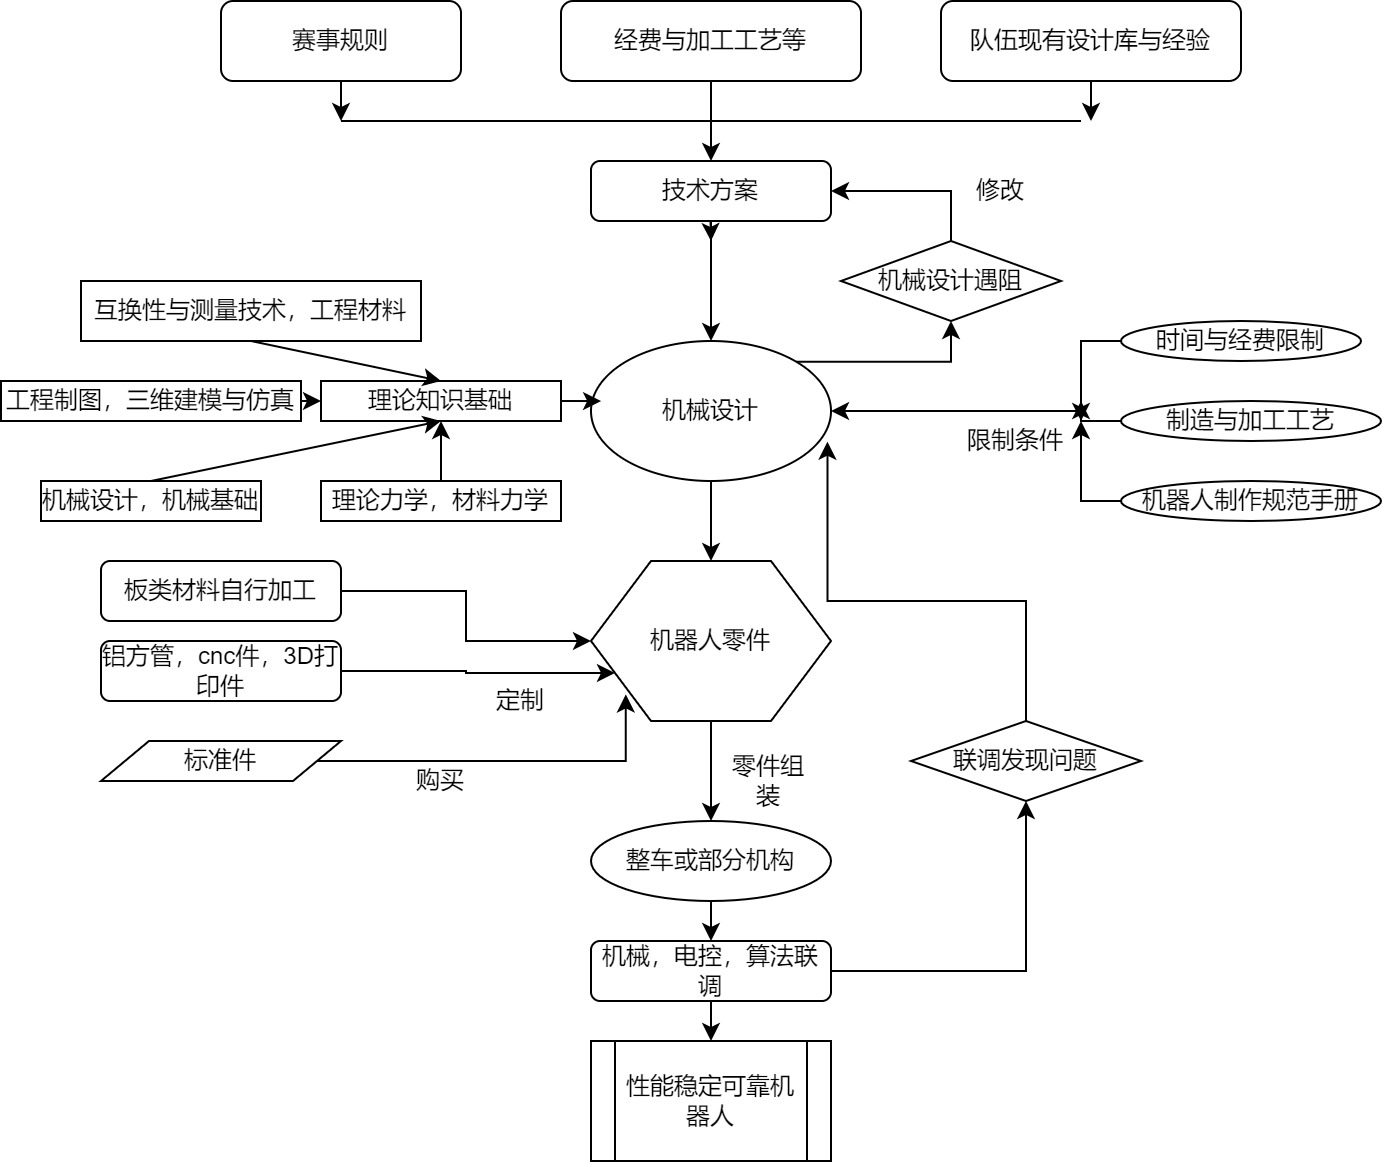 赛事规则
经费与加工工艺等
队伍现有设计库与经验
技术方案
修改
机械设计遇阻
互换性与测量技术，工程材料
时间与经费限制
工程制图，三维建模与仿真
理论知识基础
机械设计
制造与加工工艺
限制条件
机械设计，机械基础
理论力学，材料力学
机器人制作规范手册
板类材料自行加工
机器人零件
铝方管，cnc件，3D打
印件
定制
标准件
购买
零件组
装
联调发现问题
整车或部分机构
机械，电控，算法联
调
性能稳定可靠机
器人